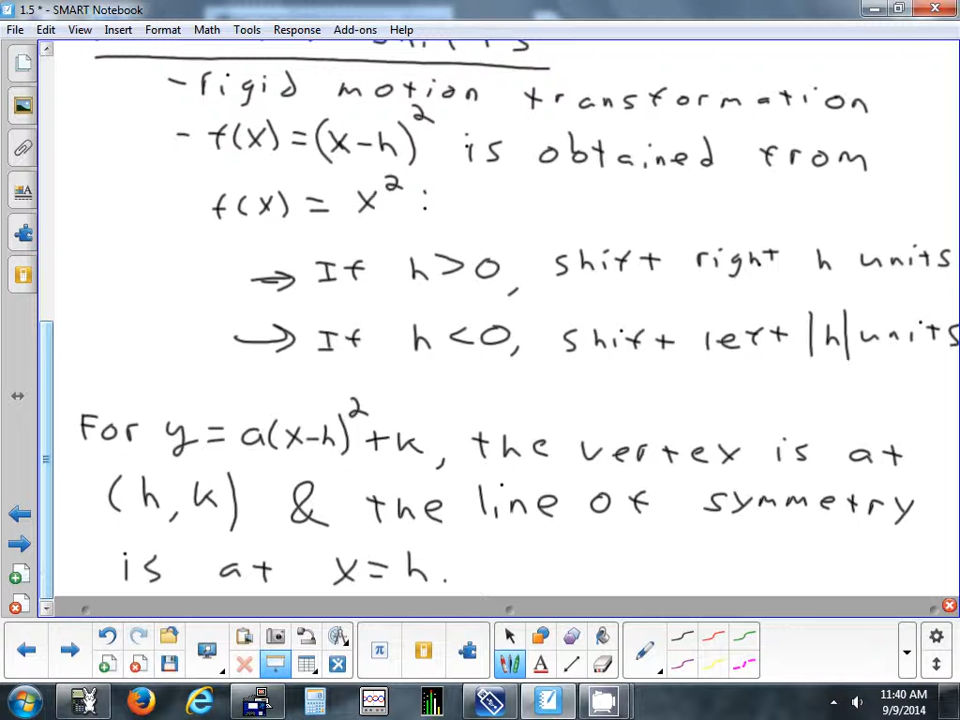 1.5 * - SMART Notebook
File Edit View Insert Format Math Tools Response Add-ons Help
- rigid motion transformation
- f(x) = (x-h)² is obtained from
f(x) = x² :
→ If h > 0, shift right h units
→ If h < 0, shift left |h| units
For y = a(x-h)² + k, the vertex is at
(h, k) & the line of symmetry
is at x = h.
11:40 AM
9/9/2014